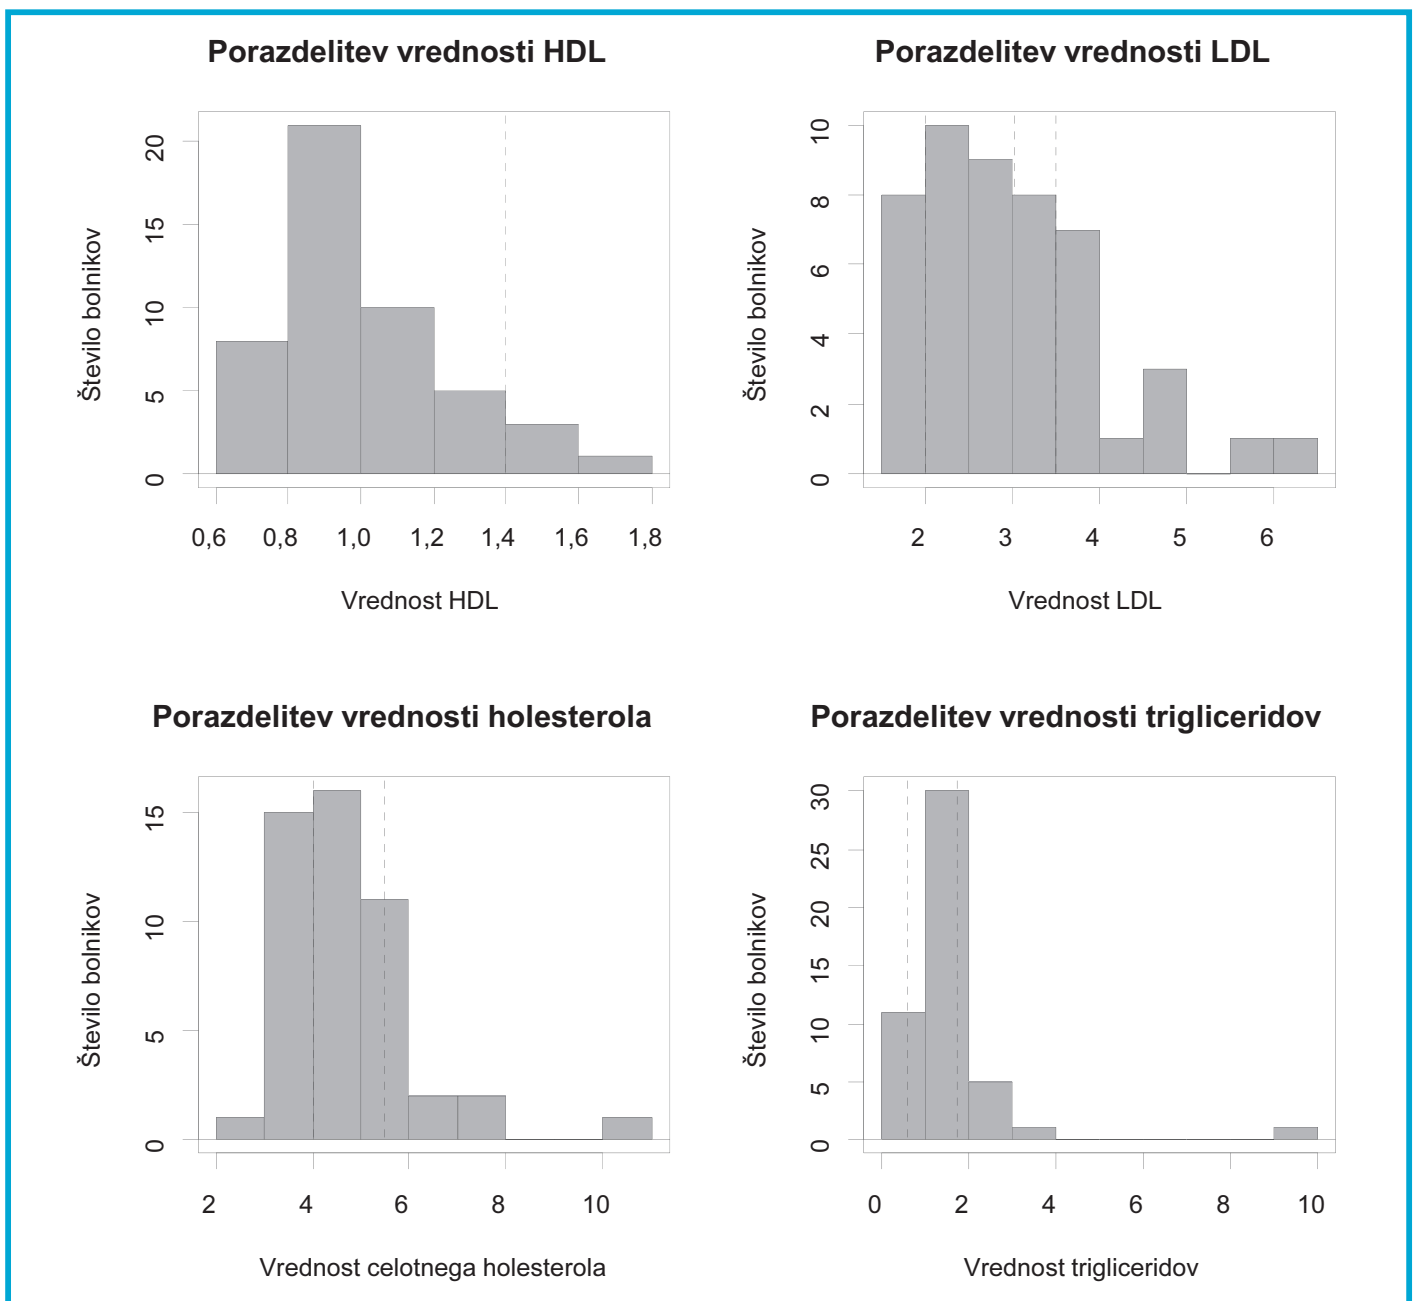 Porazdelitev vrednosti HDL
20
15
10
5
0
Število bolnikov
0,6 0,8 1,0 1,2 1,4 1,6 1,8
Vrednost HDL
Porazdelitev vrednosti LDL
10
8
6
4
2
0
Število bolnikov
2 3 4 5 6
Vrednost LDL
Porazdelitev vrednosti holesterola
15
10
5
0
Število bolnikov
2 4 6 8 10
Vrednost celotnega holesterola
Porazdelitev vrednosti trigliceridov
30
25
20
15
10
5
0
Število bolnikov
0 2 4 6 8 10
Vrednost trigliceridov